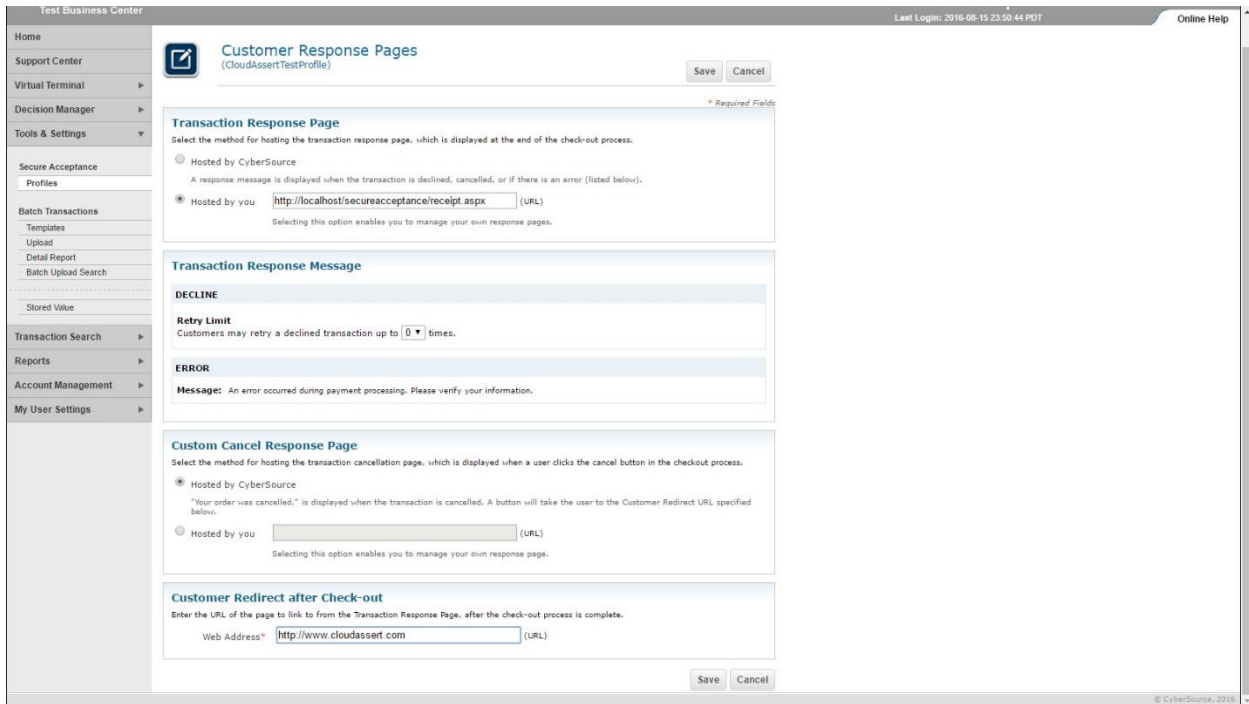 Test Business Center
Last Login: 2016-08-15 23:50:44 PDT
Online Help
Home
Support Center
Virtual Terminal
Decision Manager
Tools & Settings
Secure Acceptance
Profiles
Batch Transactions
Templates
Upload
Detail Report
Batch Upload Search
Stored Value
Transaction Search
Reports
Account Management
My User Settings
Customer Response Pages
(CloudAssertTestProfile)
Save Cancel
* Required Fields
Transaction Response Page
Select the method for hosting the transaction response page, which is displayed at the end of the check-out process.
Hosted by CyberSource
A response message is displayed when the transaction is declined, cancelled, or if there is an error (listed below).
Hosted by you http://localhost/secureacceptance/receipt.aspx (URL)
Selecting this option enables you to manage your own response pages.
Transaction Response Message
DECLINE
Retry Limit
Customers may retry a declined transaction up to 0 times.
ERROR
Message: An error occurred during payment processing. Please verify your information.
Custom Cancel Response Page
Select the method for hosting the transaction cancellation page, which is displayed when a user clicks the cancel button in the checkout process.
Hosted by CyberSource
"Your order was cancelled." is displayed when the transaction is cancelled. A button will take the user to the Customer Redirect URL specified
below.
Hosted by you (URL)
Selecting this option enables you to manage your own response page.
Customer Redirect after Check-out
Enter the URL of the page to link to from the Transaction Response Page, after the check-out process is complete.
Web Address* http://www.cloudassert.com (URL)
Save Cancel
© CyberSource, 2016